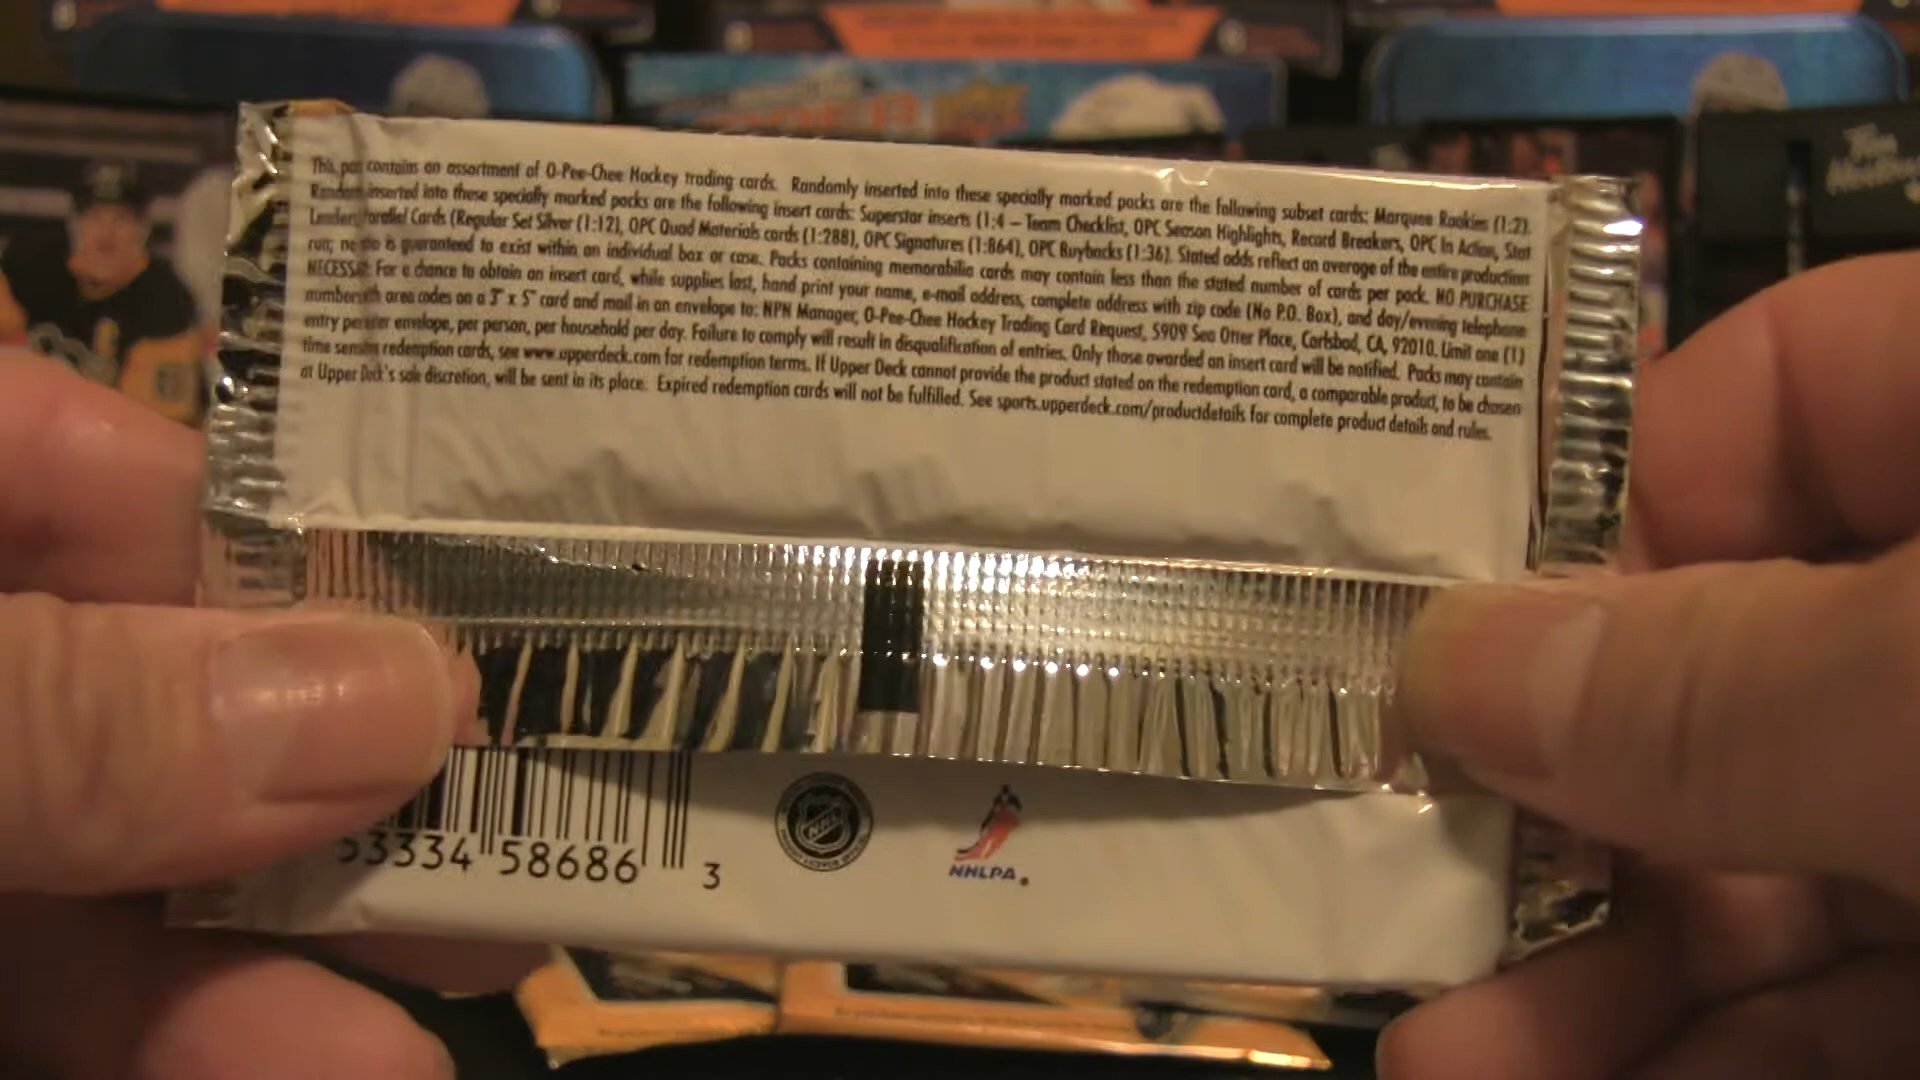 This pac contains an assortment of O-Pee-Chee Hockey trading cards. Randomly inserted into these specially marked packs are the following subset cards: Marquee Rookies (1:2).
Random inserted into these specially marked packs are the following insert cards: Superstar inserts (1:4 – Team Checklist, OPC Season Highlights, Record Breakers, OPC In Action, Stat
Leaders, Parallel Cards (Regular Set Silver (1:12), OPC Quad Materials cards (1:288), OPC Signatures (1:864), OPC Buybacks (1:36). Stated odds reflect an average of the entire production
run; is guaranteed to exist within an individual box or case. Packs containing memorabilia cards may contain less than the stated number of cards per pack. NO PURCHASE
For a chance to obtain an insert card, while supplies last, hand print your name, e-mail address, complete address with zip code (No P.O. Box), and day/evening telephone
area codes on a 3" x 5" card and mail in an envelope to: NPN Manager, O-Pee-Chee Hockey Trading Card Request, 5909 Sea Otter Place, Carlsbad, CA, 92010. Limit one (1)
entry per envelope, per person, per household per day. Failure to comply will result in disqualification of entries. Only those awarded an insert card will be notified. Packs may contain
time redemption cards, see www.upperdeck.com for redemption terms. If Upper Deck cannot provide the product stated on the redemption card, a comparable product, to be chosen
at Upper Deck's sole discretion, will be sent in its place. Expired redemption cards will not be fulfilled. See sports.upperdeck.com/productdetails for complete product details and rules.
53334 58686 3
NHL
NHLPA